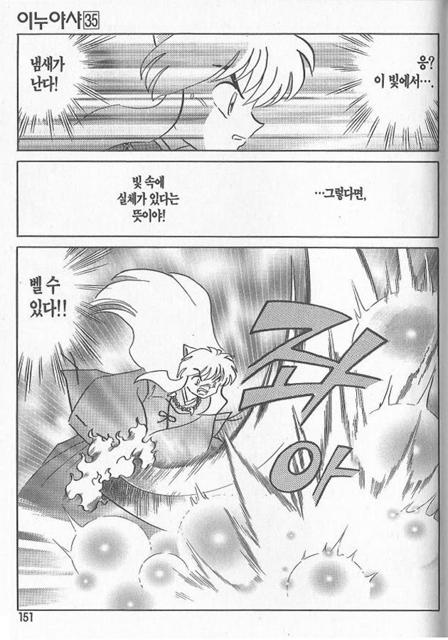 이누야샤 35
응?
이 빛에서…
냄새가
난다!
…그렇다면,
빛 속에
실체가 있다는
뜻이야!
벨 수
있다!!
크
아
151